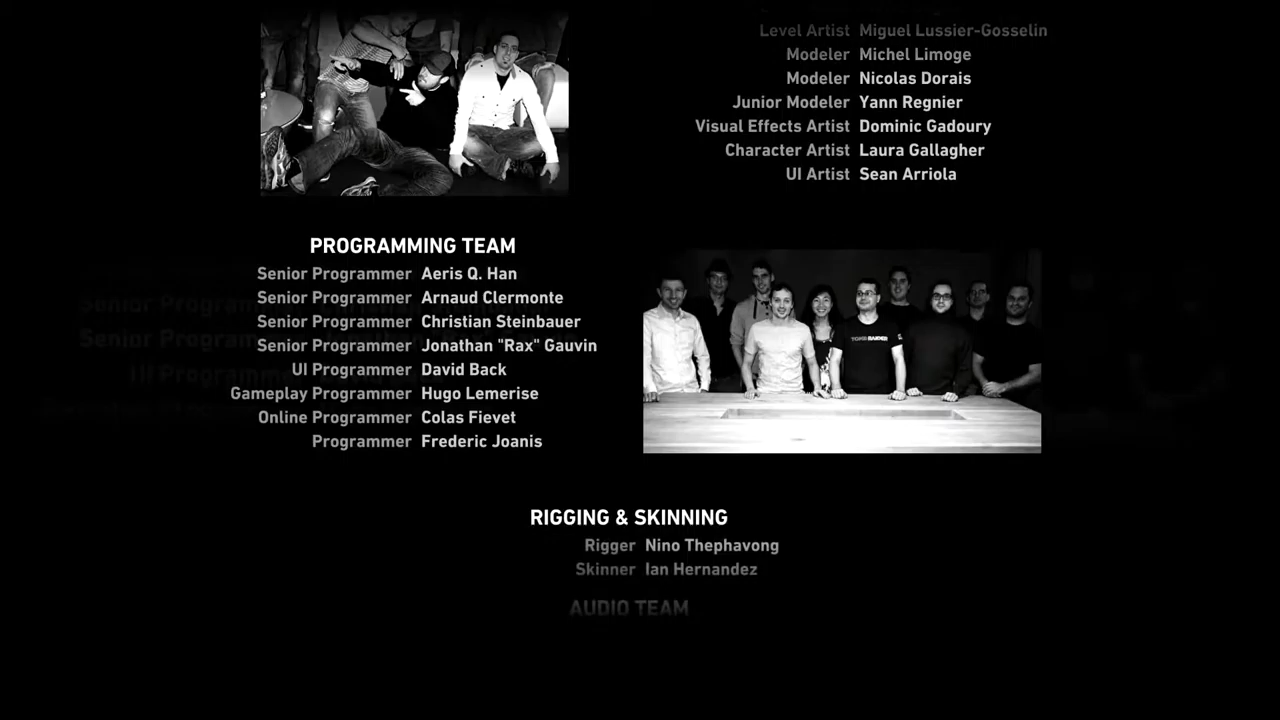 Level Artist Miguel Lussier-Gosselin
Modeler Michel Limoge
Modeler Nicolas Dorais
Junior Modeler Yann Regnier
Visual Effects Artist Dominic Gadoury
Character Artist Laura Gallagher
UI Artist Sean Arriola
PROGRAMMING TEAM
Senior Programmer Aeris Q. Han
Senior Programmer Arnaud Clermonte
Senior Programmer Christian Steinbauer
Senior Programmer Jonathan "Rax" Gauvin
UI Programmer David Back
Gameplay Programmer Hugo Lemerise
Online Programmer Colas Fievet
Programmer Frederic Joanis
TOMB RAIDER
RIGGING & SKINNING
Rigger Nino Thephavong
Skinner Ian Hernandez
AUDIO TEAM